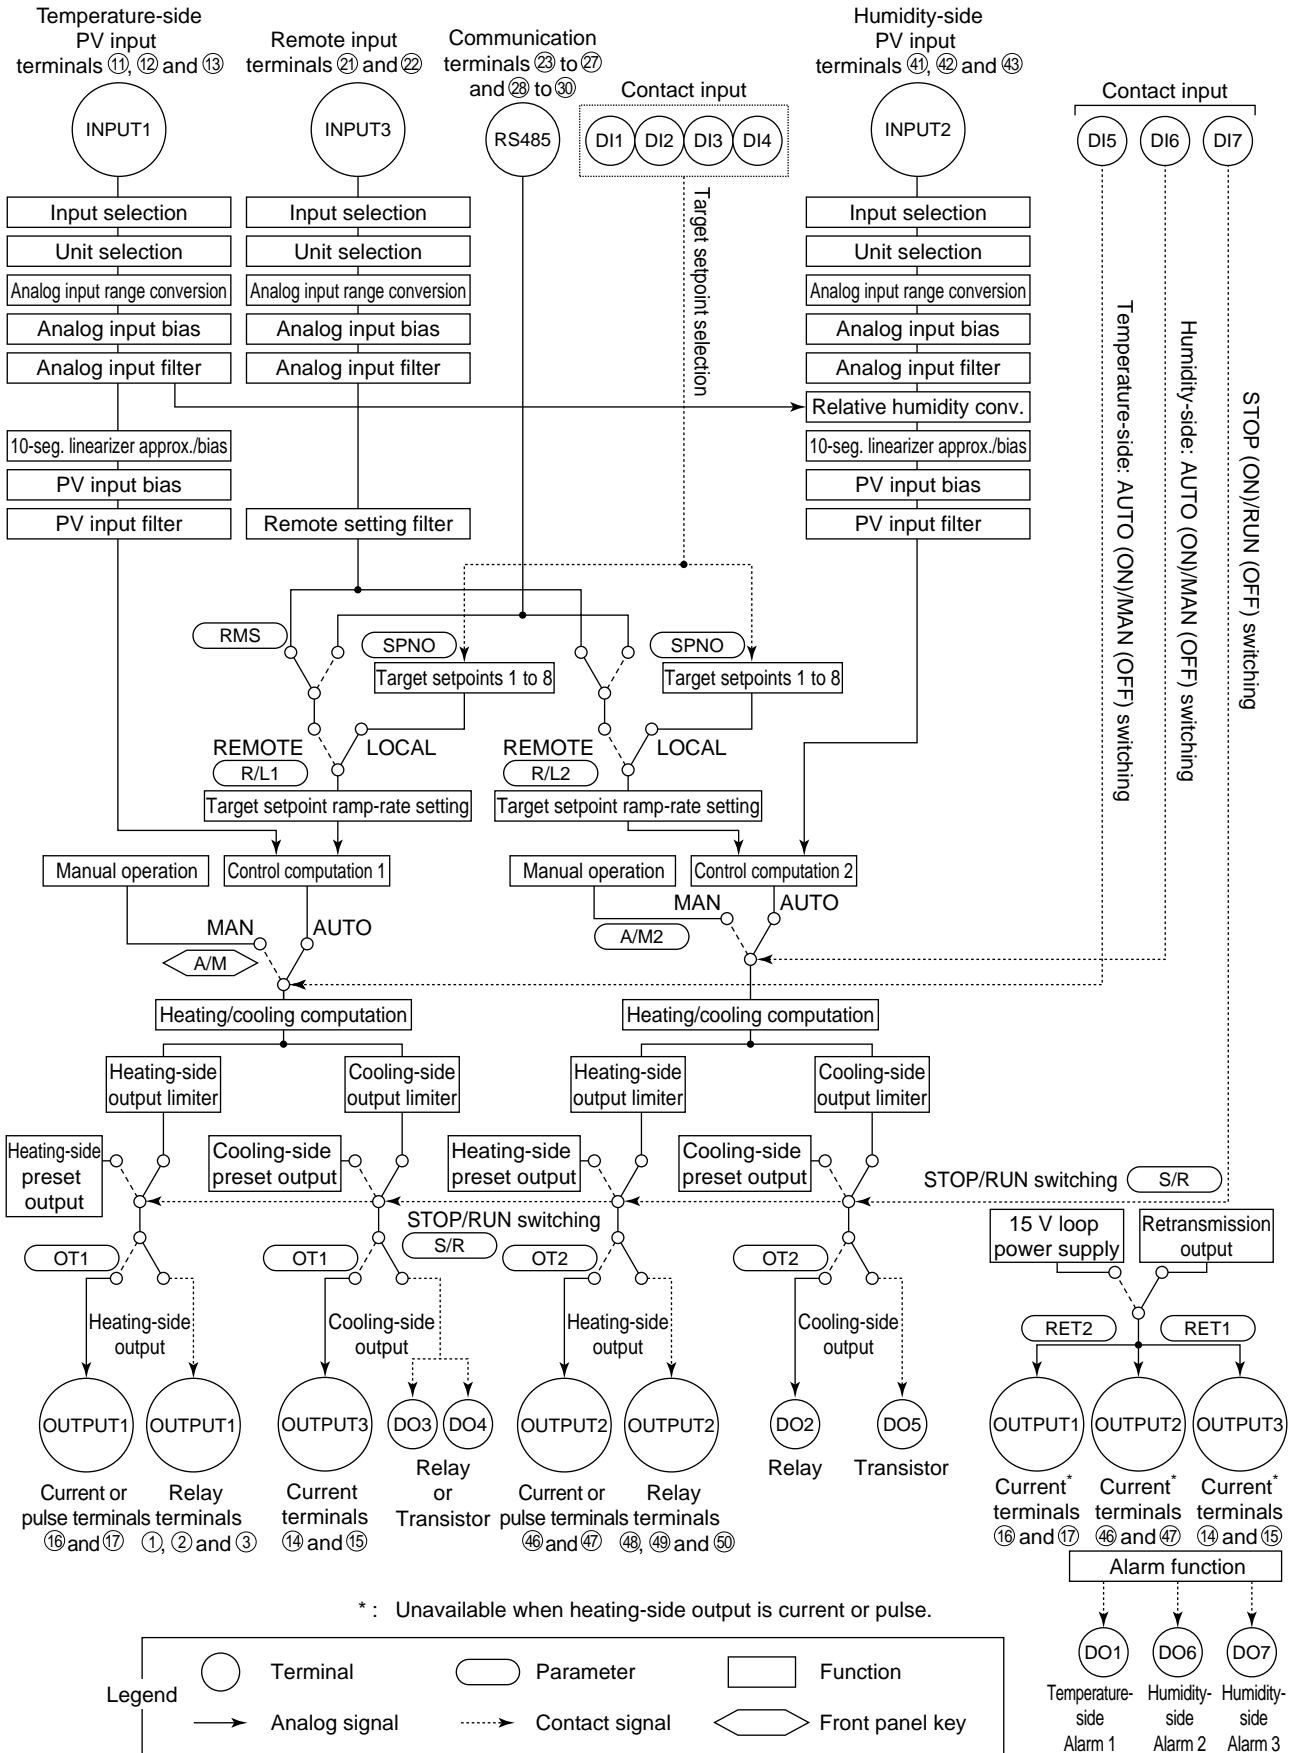 Temperature-side
PV input
terminals ⑪, ⑫ and ⑬
Remote input
terminals ㉑ and ㉒
Communication
terminals ㉓ to ㉗
and ㉘ to ㉚
Contact input
Humidity-side
PV input
terminals ㊶, ㊷ and ㊸
Contact input
INPUT1
INPUT3
RS485
DI1
DI2
DI3
DI4
INPUT2
DI5
DI6
DI7
Input selection
Input selection
Input selection
Unit selection
Unit selection
Unit selection
Analog input range conversion
Analog input range conversion
Analog input range conversion
Analog input bias
Analog input bias
Analog input bias
Analog input filter
Analog input filter
Analog input filter
Target setpoint selection
Relative humidity conv.
10-seg. linearizer approx./bias
10-seg. linearizer approx./bias
PV input bias
PV input bias
PV input filter
Remote setting filter
PV input filter
Temperature-side: AUTO (ON)/MAN (OFF) switching
Humidity-side: AUTO (ON)/MAN (OFF) switching
STOP (ON)/RUN (OFF) switching
RMS
SPNO
SPNO
Target setpoints 1 to 8
Target setpoints 1 to 8
REMOTE
LOCAL
REMOTE
LOCAL
R/L1
R/L2
Target setpoint ramp-rate setting
Target setpoint ramp-rate setting
Manual operation
Control computation 1
Manual operation
Control computation 2
MAN
AUTO
MAN
AUTO
A/M
A/M2
Heating/cooling computation
Heating/cooling computation
Heating-side
output limiter
Cooling-side
output limiter
Heating-side
output limiter
Cooling-side
output limiter
Heating-side
preset
output
Cooling-side
preset output
Heating-side
preset output
Cooling-side
preset output
STOP/RUN switching
S/R
STOP/RUN switching
S/R
15 V loop
power supply
Retransmission
output
OT1
OT1
OT2
OT2
Heating-side
output
Cooling-side
output
Heating-side
output
Cooling-side
output
RET2
RET1
OUTPUT1
OUTPUT1
OUTPUT3
DO3
DO4
OUTPUT2
OUTPUT2
DO2
DO5
OUTPUT1
OUTPUT2
OUTPUT3
Current or
pulse terminals
⑯ and ⑰
Relay
terminals
①, ② and ③
Current
terminals
⑭ and ⑮
Relay
or
Transistor
Current or
pulse terminals
㊻ and ㊼
Relay
terminals
㊽, ㊾ and ㊿
Relay
Transistor
Current*
terminals
⑯ and ⑰
Current*
terminals
㊻ and ㊼
Current*
terminals
⑭ and ⑮
Alarm function
* : Unavailable when heating-side output is current or pulse.
DO1
DO6
DO7
Temperature-
side
Alarm 1
Humidity-
side
Alarm 2
Humidity-
side
Alarm 3
Legend
Terminal
Parameter
Function
Analog signal
Contact signal
Front panel key